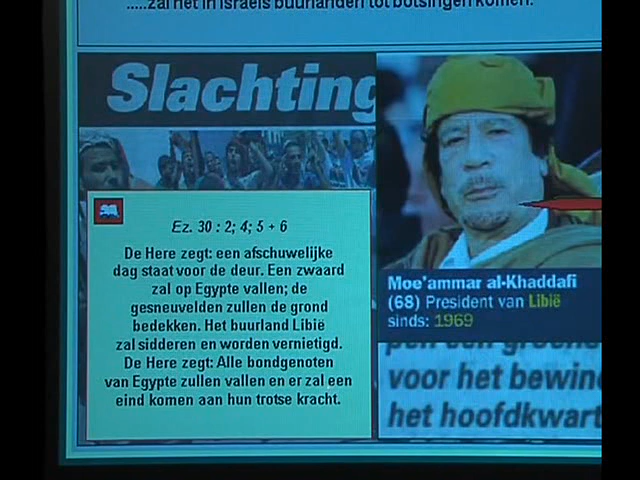 .....zal het in Israëls buurlanden tot botsingen komen.
Slachting
Ez. 30 : 2; 4; 5 + 6
De Here zegt: een afschuwelijke
dag staat voor de deur. Een zwaard
zal op Egypte vallen; de
gesneuvelden zullen de grond
bedekken. Het buurland Libië
zal sidderen en worden vernietigd.
De Here zegt: Alle bondgenoten
van Egypte zullen vallen en er zal een
eind komen aan hun trotse kracht.
Moe'ammar al-Khaddafi
(68) President van Libië
sinds: 1969
pen een groene
voor het bewin
het hoofdkwart